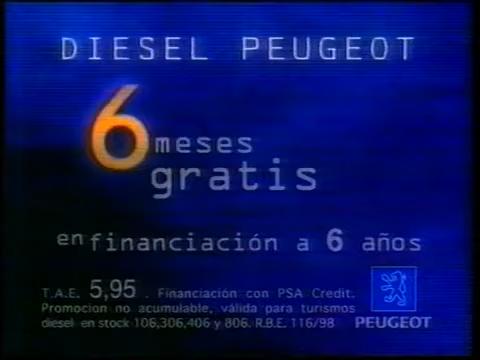 DIESEL PEUGEOT
6 meses
gratis
en financiación a 6 años
T.A.E. 5,95 . Financiación con PSA Credit.
Promocion no acumulable, válida para turismos
diesel en stock 106,306,406 y 806. R.B.E. 116/98
PEUGEOT